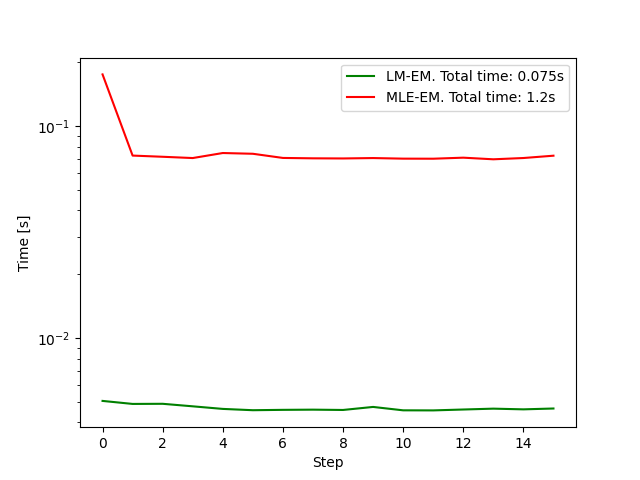 LM-EM. Total time: 0.075s
MLE-EM. Total time: 1.2s
10⁻¹
10⁻²
Time [s]
0 2 4 6 8 10 12 14
Step